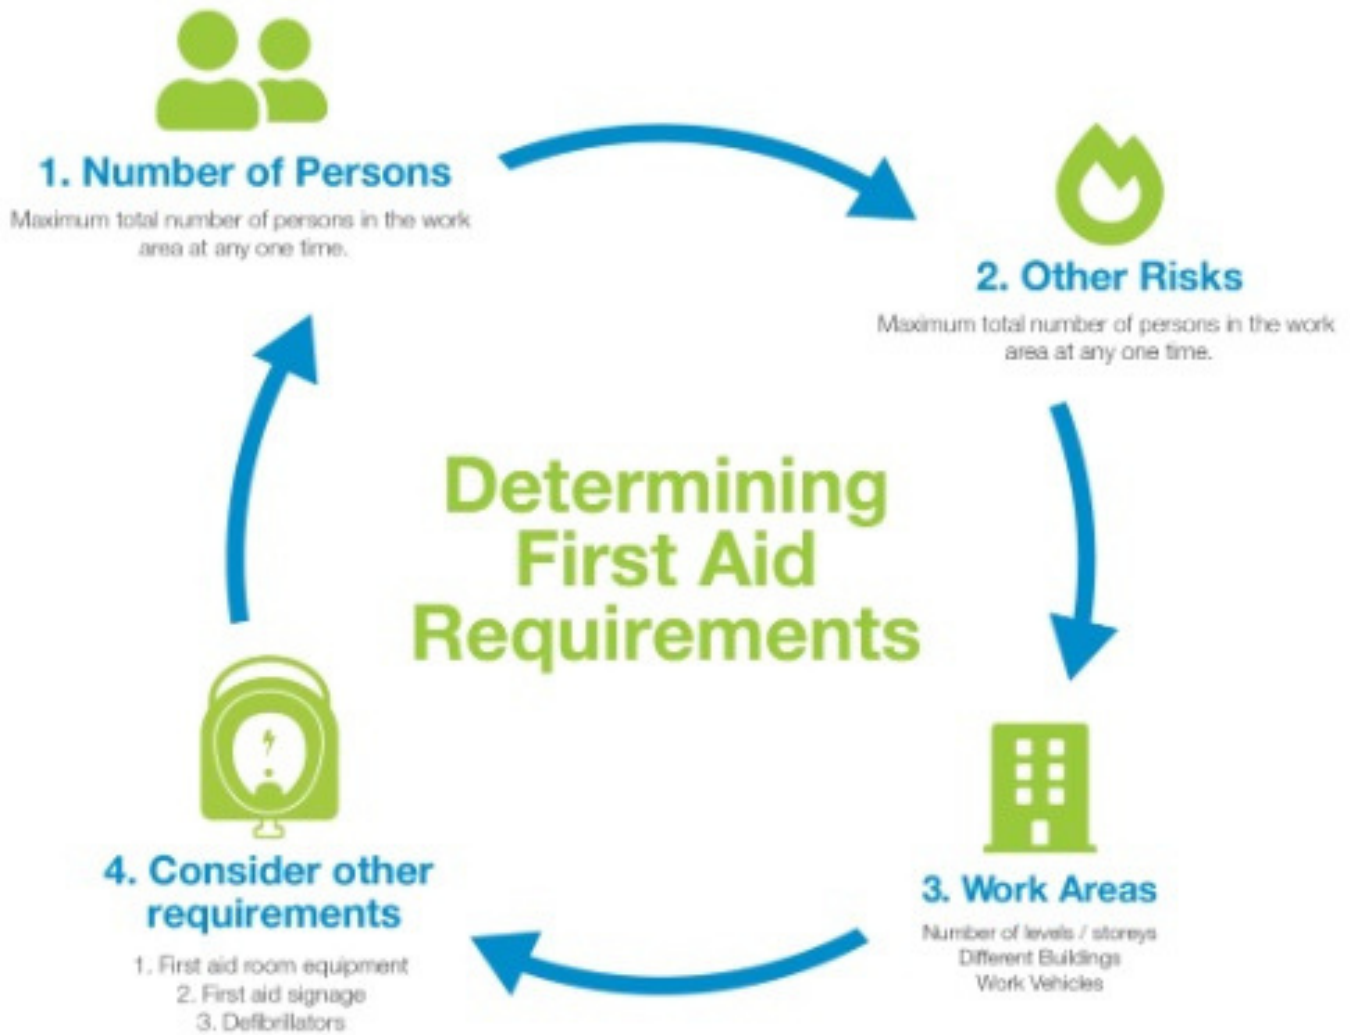 1. Number of Persons
Maximum total number of persons in the work
area at any one time.
2. Other Risks
Maximum total number of persons in the work
area at any one time.
Determining
First Aid
Requirements
3. Work Areas
Number of levels / storeys
Different Buildings
Work Vehicles
4. Consider other
requirements
1. First aid room equipment
2. First aid signage
3. Defibrillators